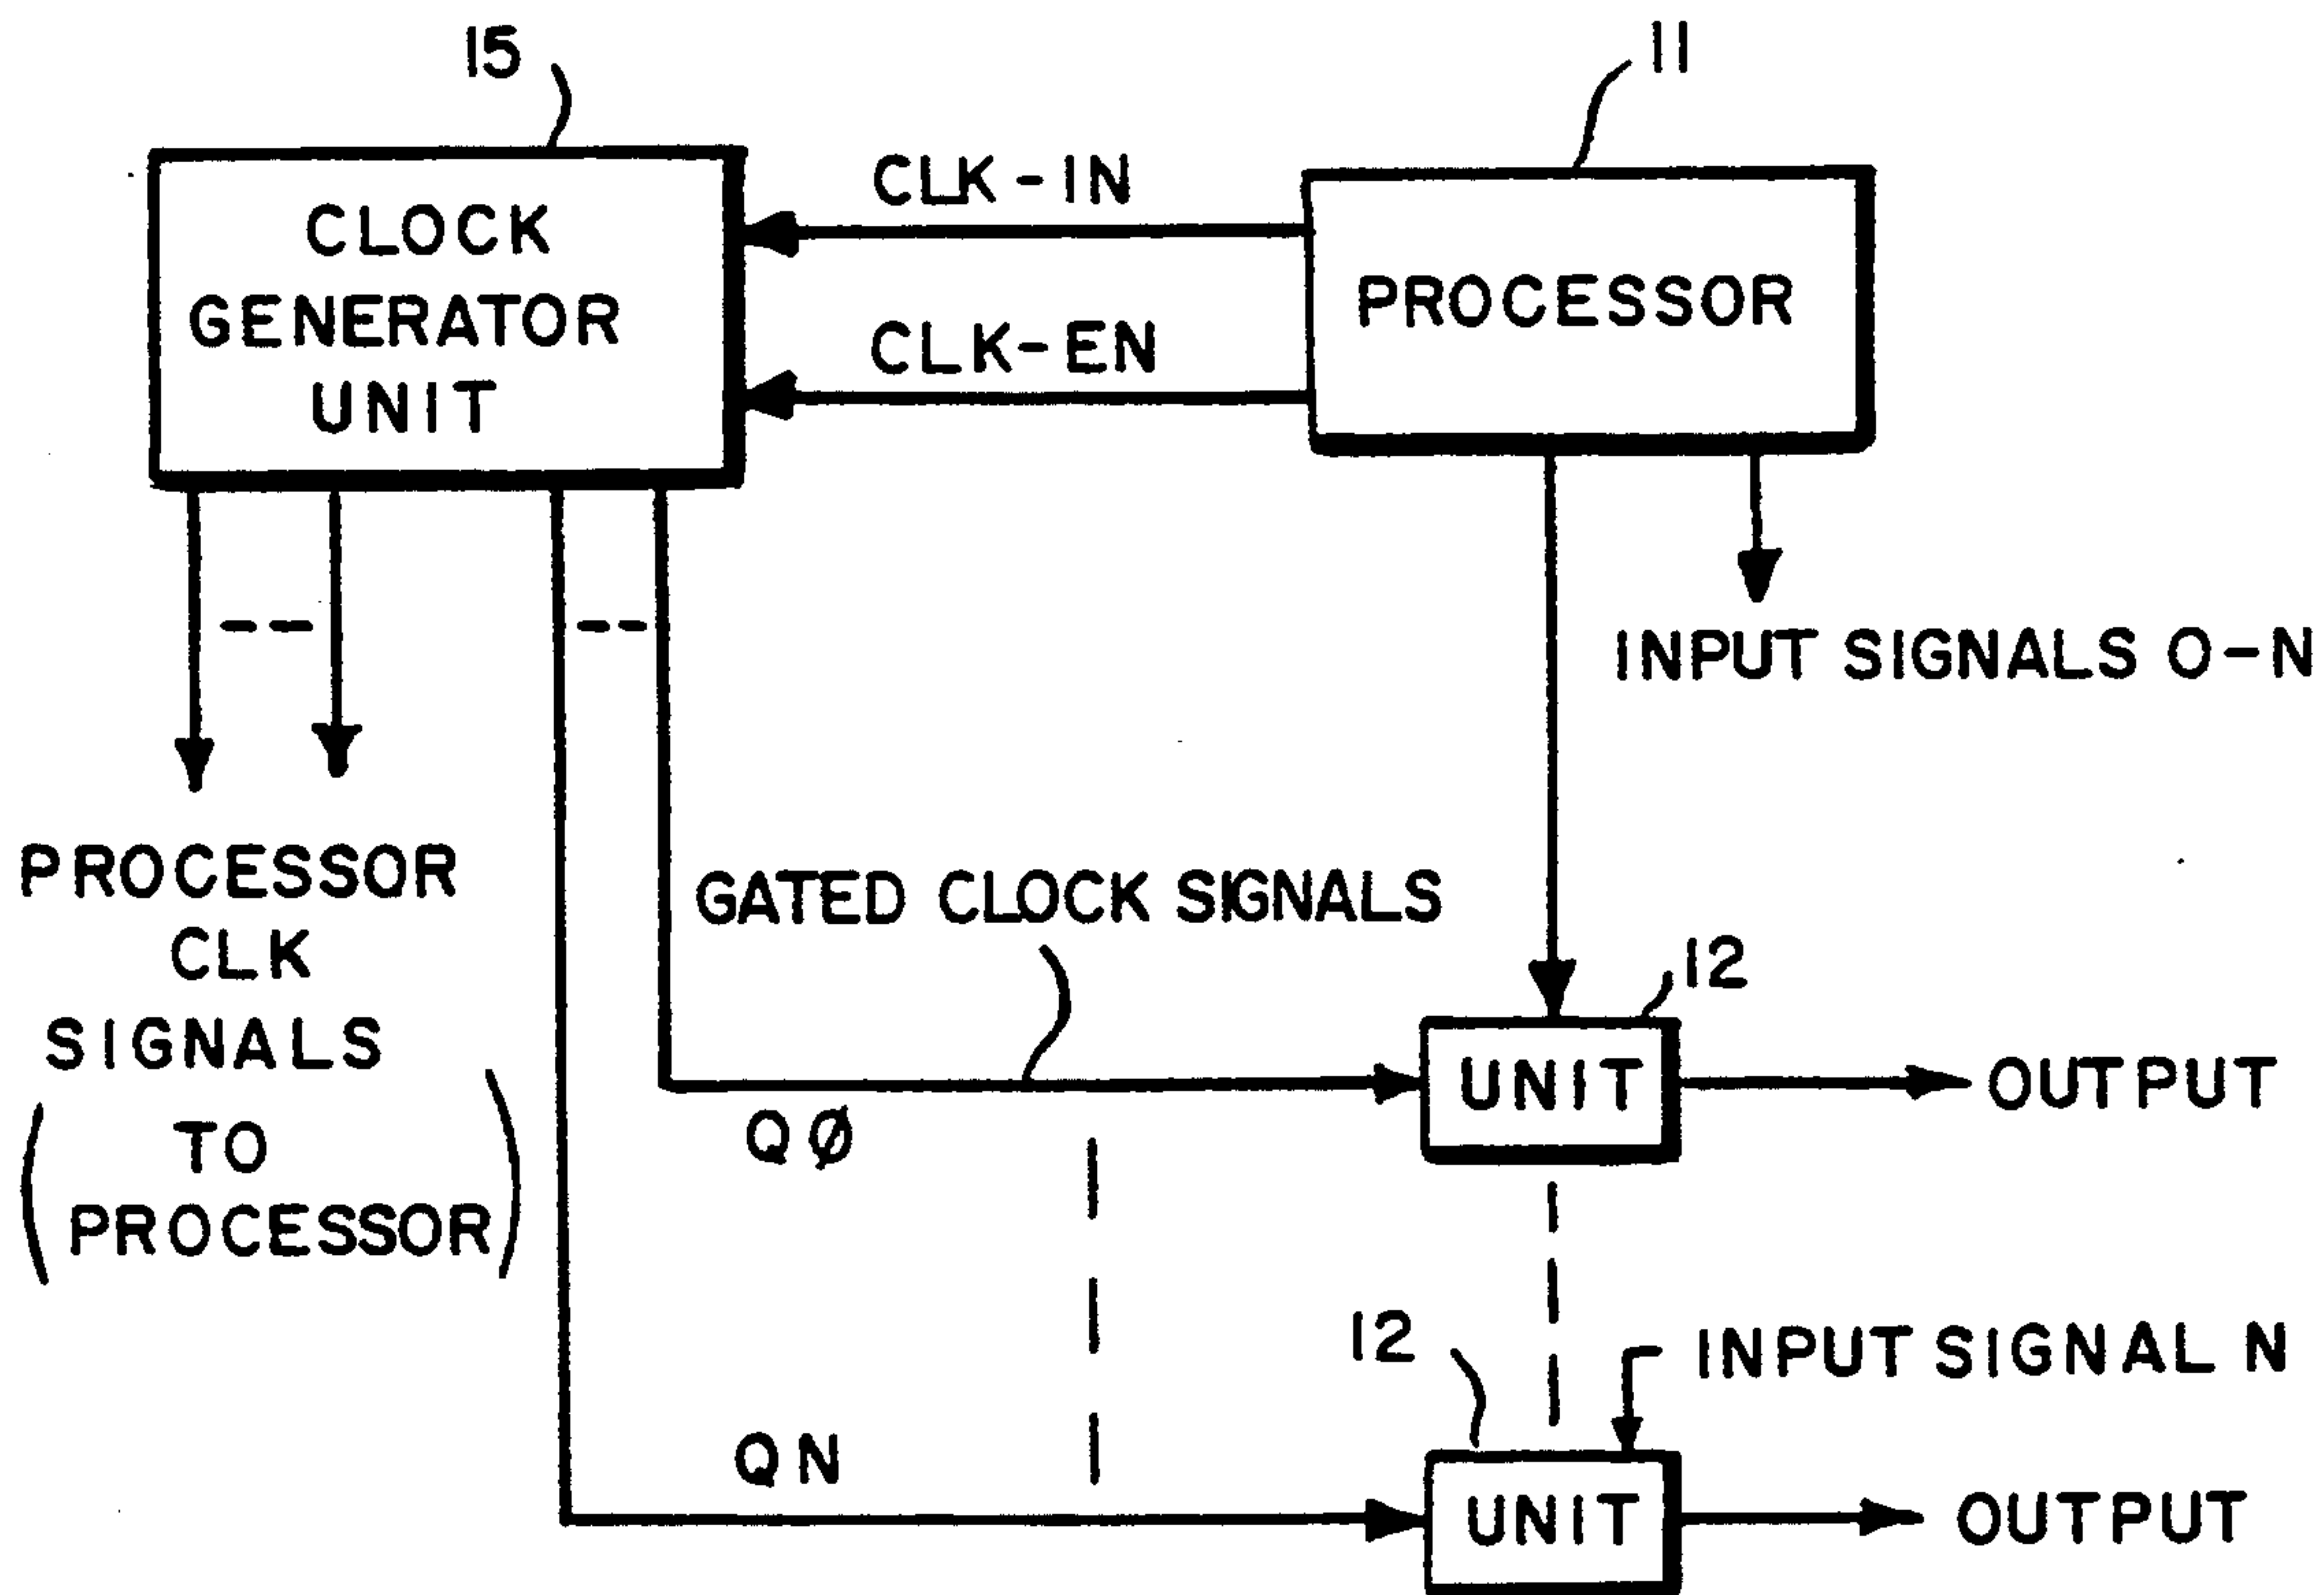 15
11
CLOCK
GENERATOR
UNIT
CLK-IN
CLK-EN
PROCESSOR
INPUT SIGNALS 0-N
PROCESSOR
CLK
SIGNALS
(TO
PROCESSOR)
GATED CLOCK SIGNALS
12
UNIT
OUTPUT
QØ
12
INPUT SIGNAL N
QN
UNIT
OUTPUT